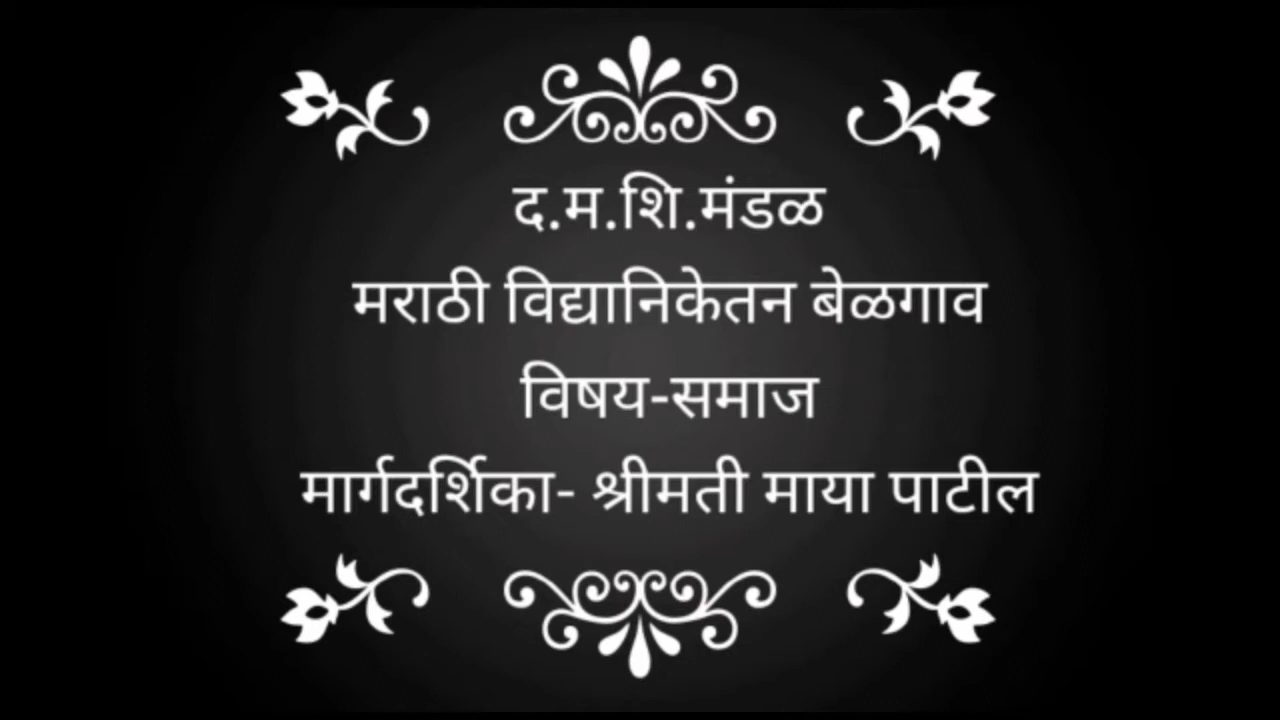 द.म.शि.मंडळ
मराठी विद्यानिकेतन बेळगाव
विषय-समाज
मार्गदर्शिका- श्रीमती माया पाटील